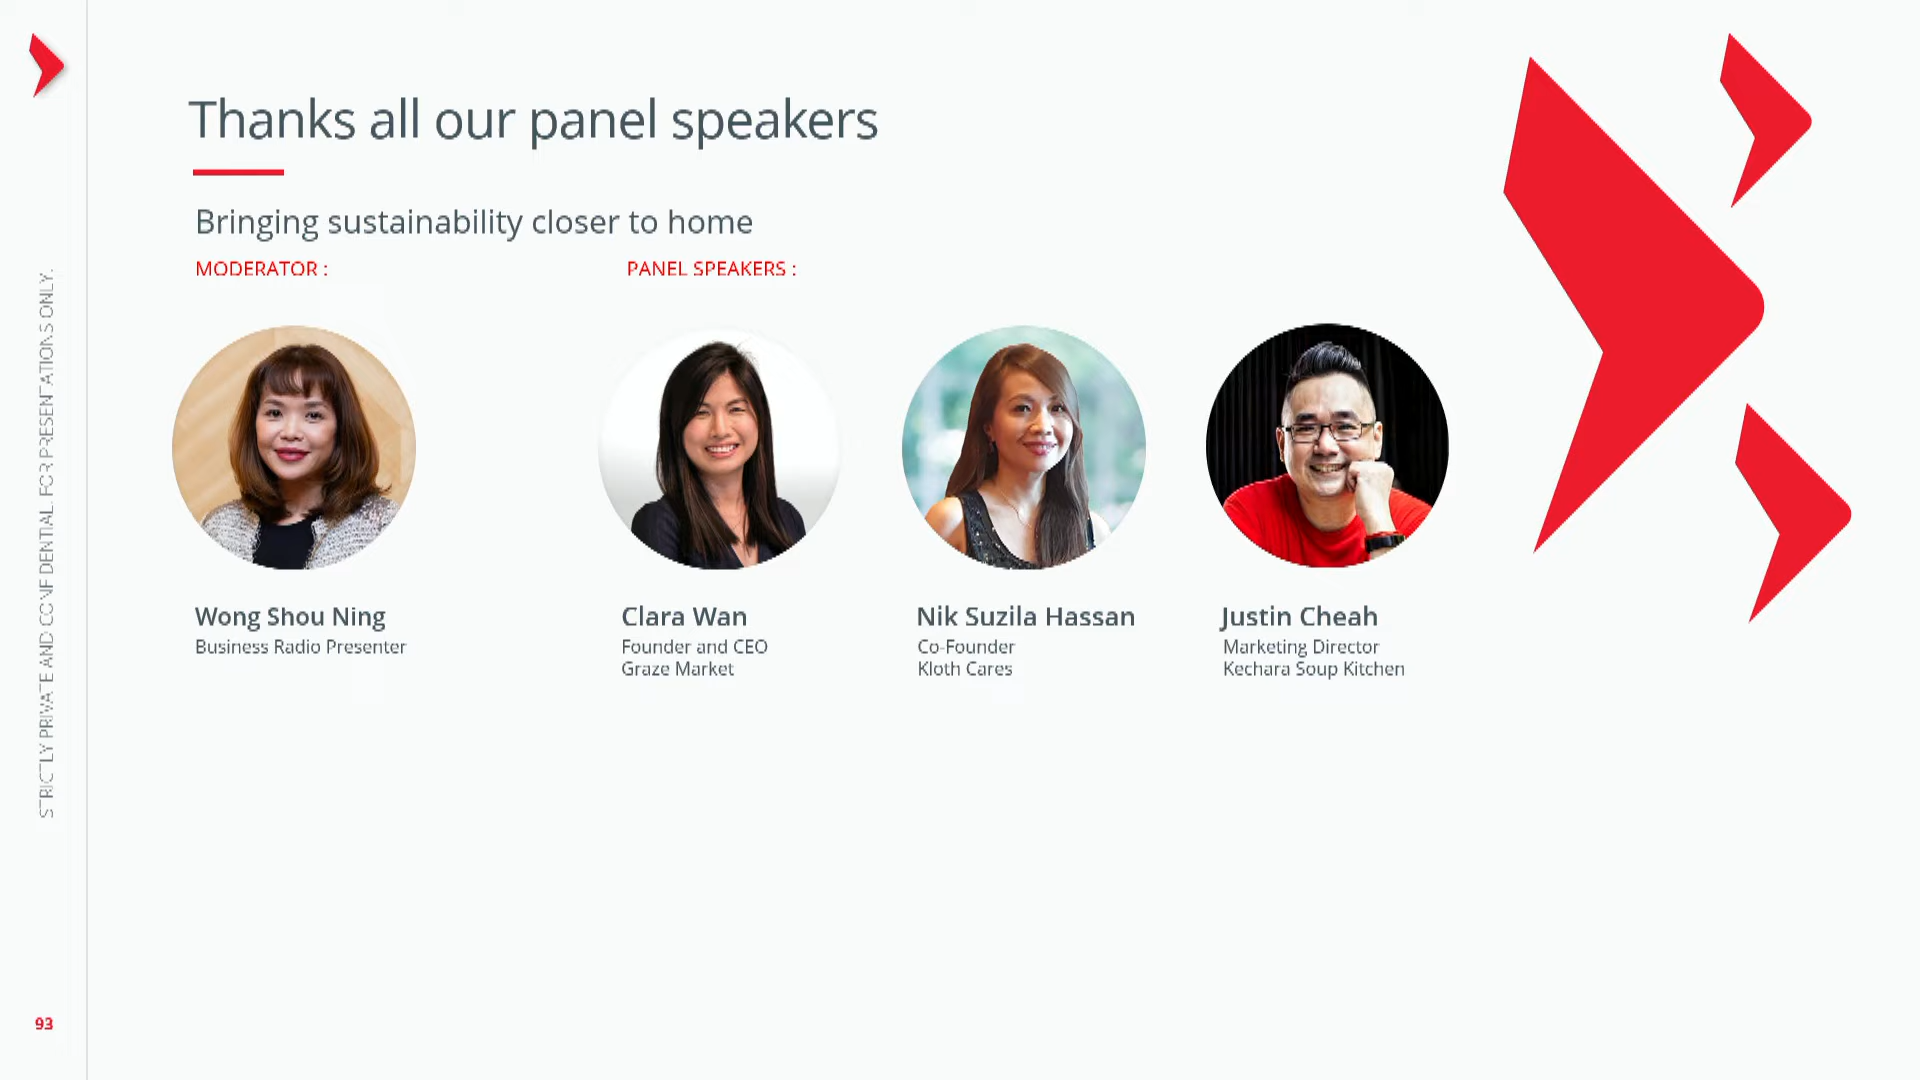 Thanks all our panel speakers
Bringing sustainability closer to home
MODERATOR :
PANEL SPEAKERS :
Wong Shou Ning
Business Radio Presenter
Clara Wan
Founder and CEO
Graze Market
Nik Suzila Hassan
Co-Founder
Kloth Cares
Justin Cheah
Marketing Director
Kechara Soup Kitchen
STRICTLY PRIVATE AND CONFIDENTIAL. FOR PRESENTATIONS ONLY.
93